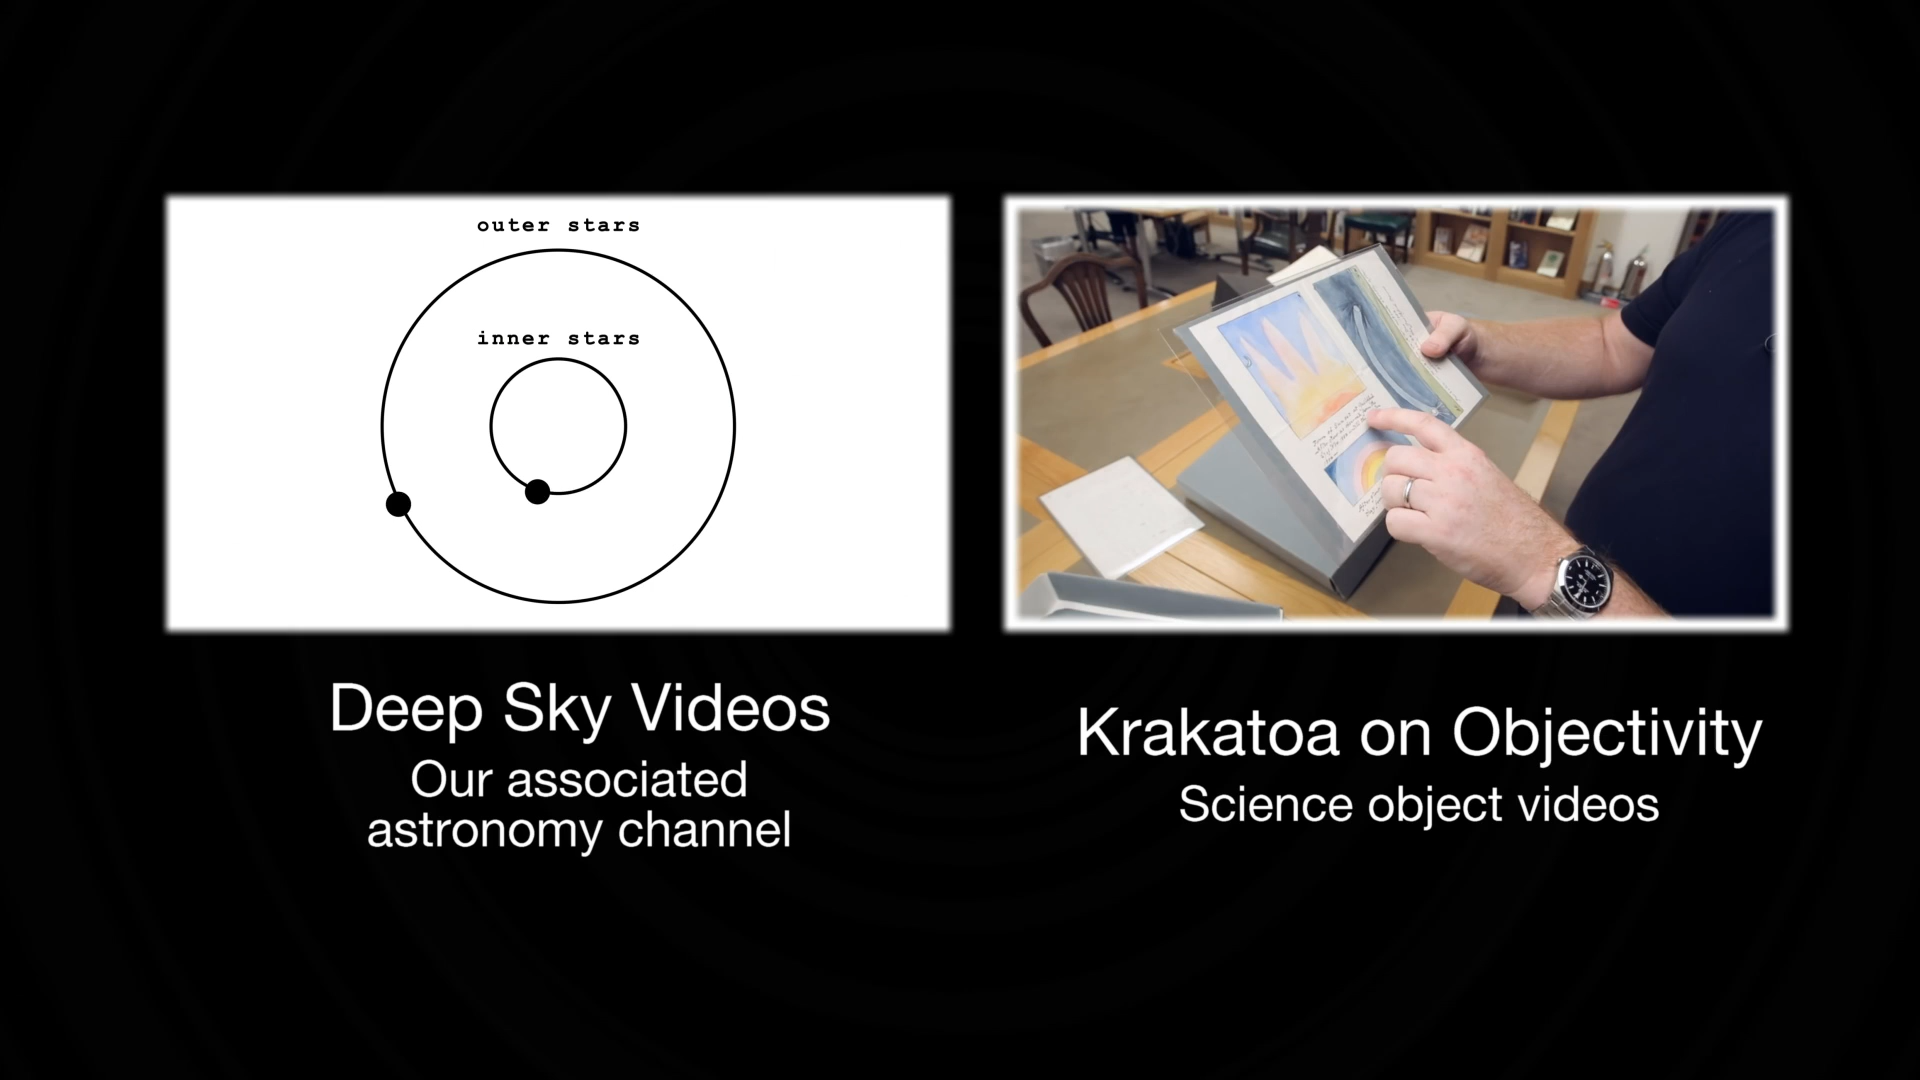 outer stars
inner stars
Deep Sky Videos
Our associated
astronomy channel
Krakatoa on Objectivity
Science object videos